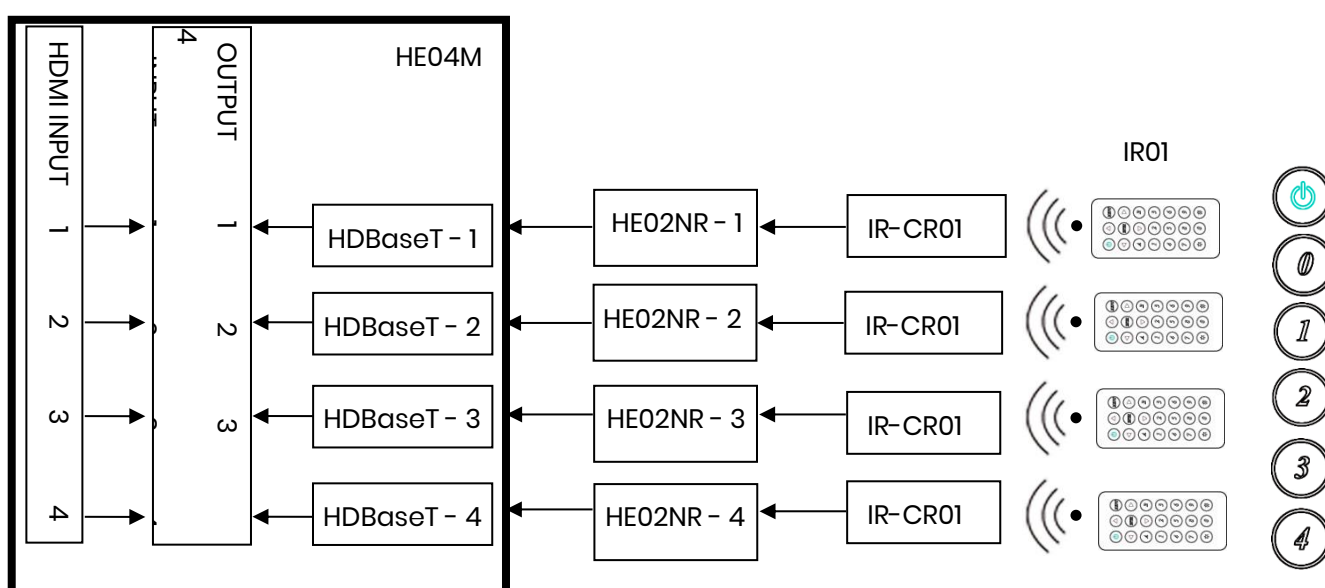 HE04M
HDMI INPUT
1
2
3
4
4
OUTPUT
1
2
3
HDBaseT - 1
HDBaseT - 2
HDBaseT - 3
HDBaseT - 4
HE02NR - 1
HE02NR - 2
HE02NR - 3
HE02NR - 4
IR-CR01
IR-CR01
IR-CR01
IR-CR01
IR01
0
1
2
3
4